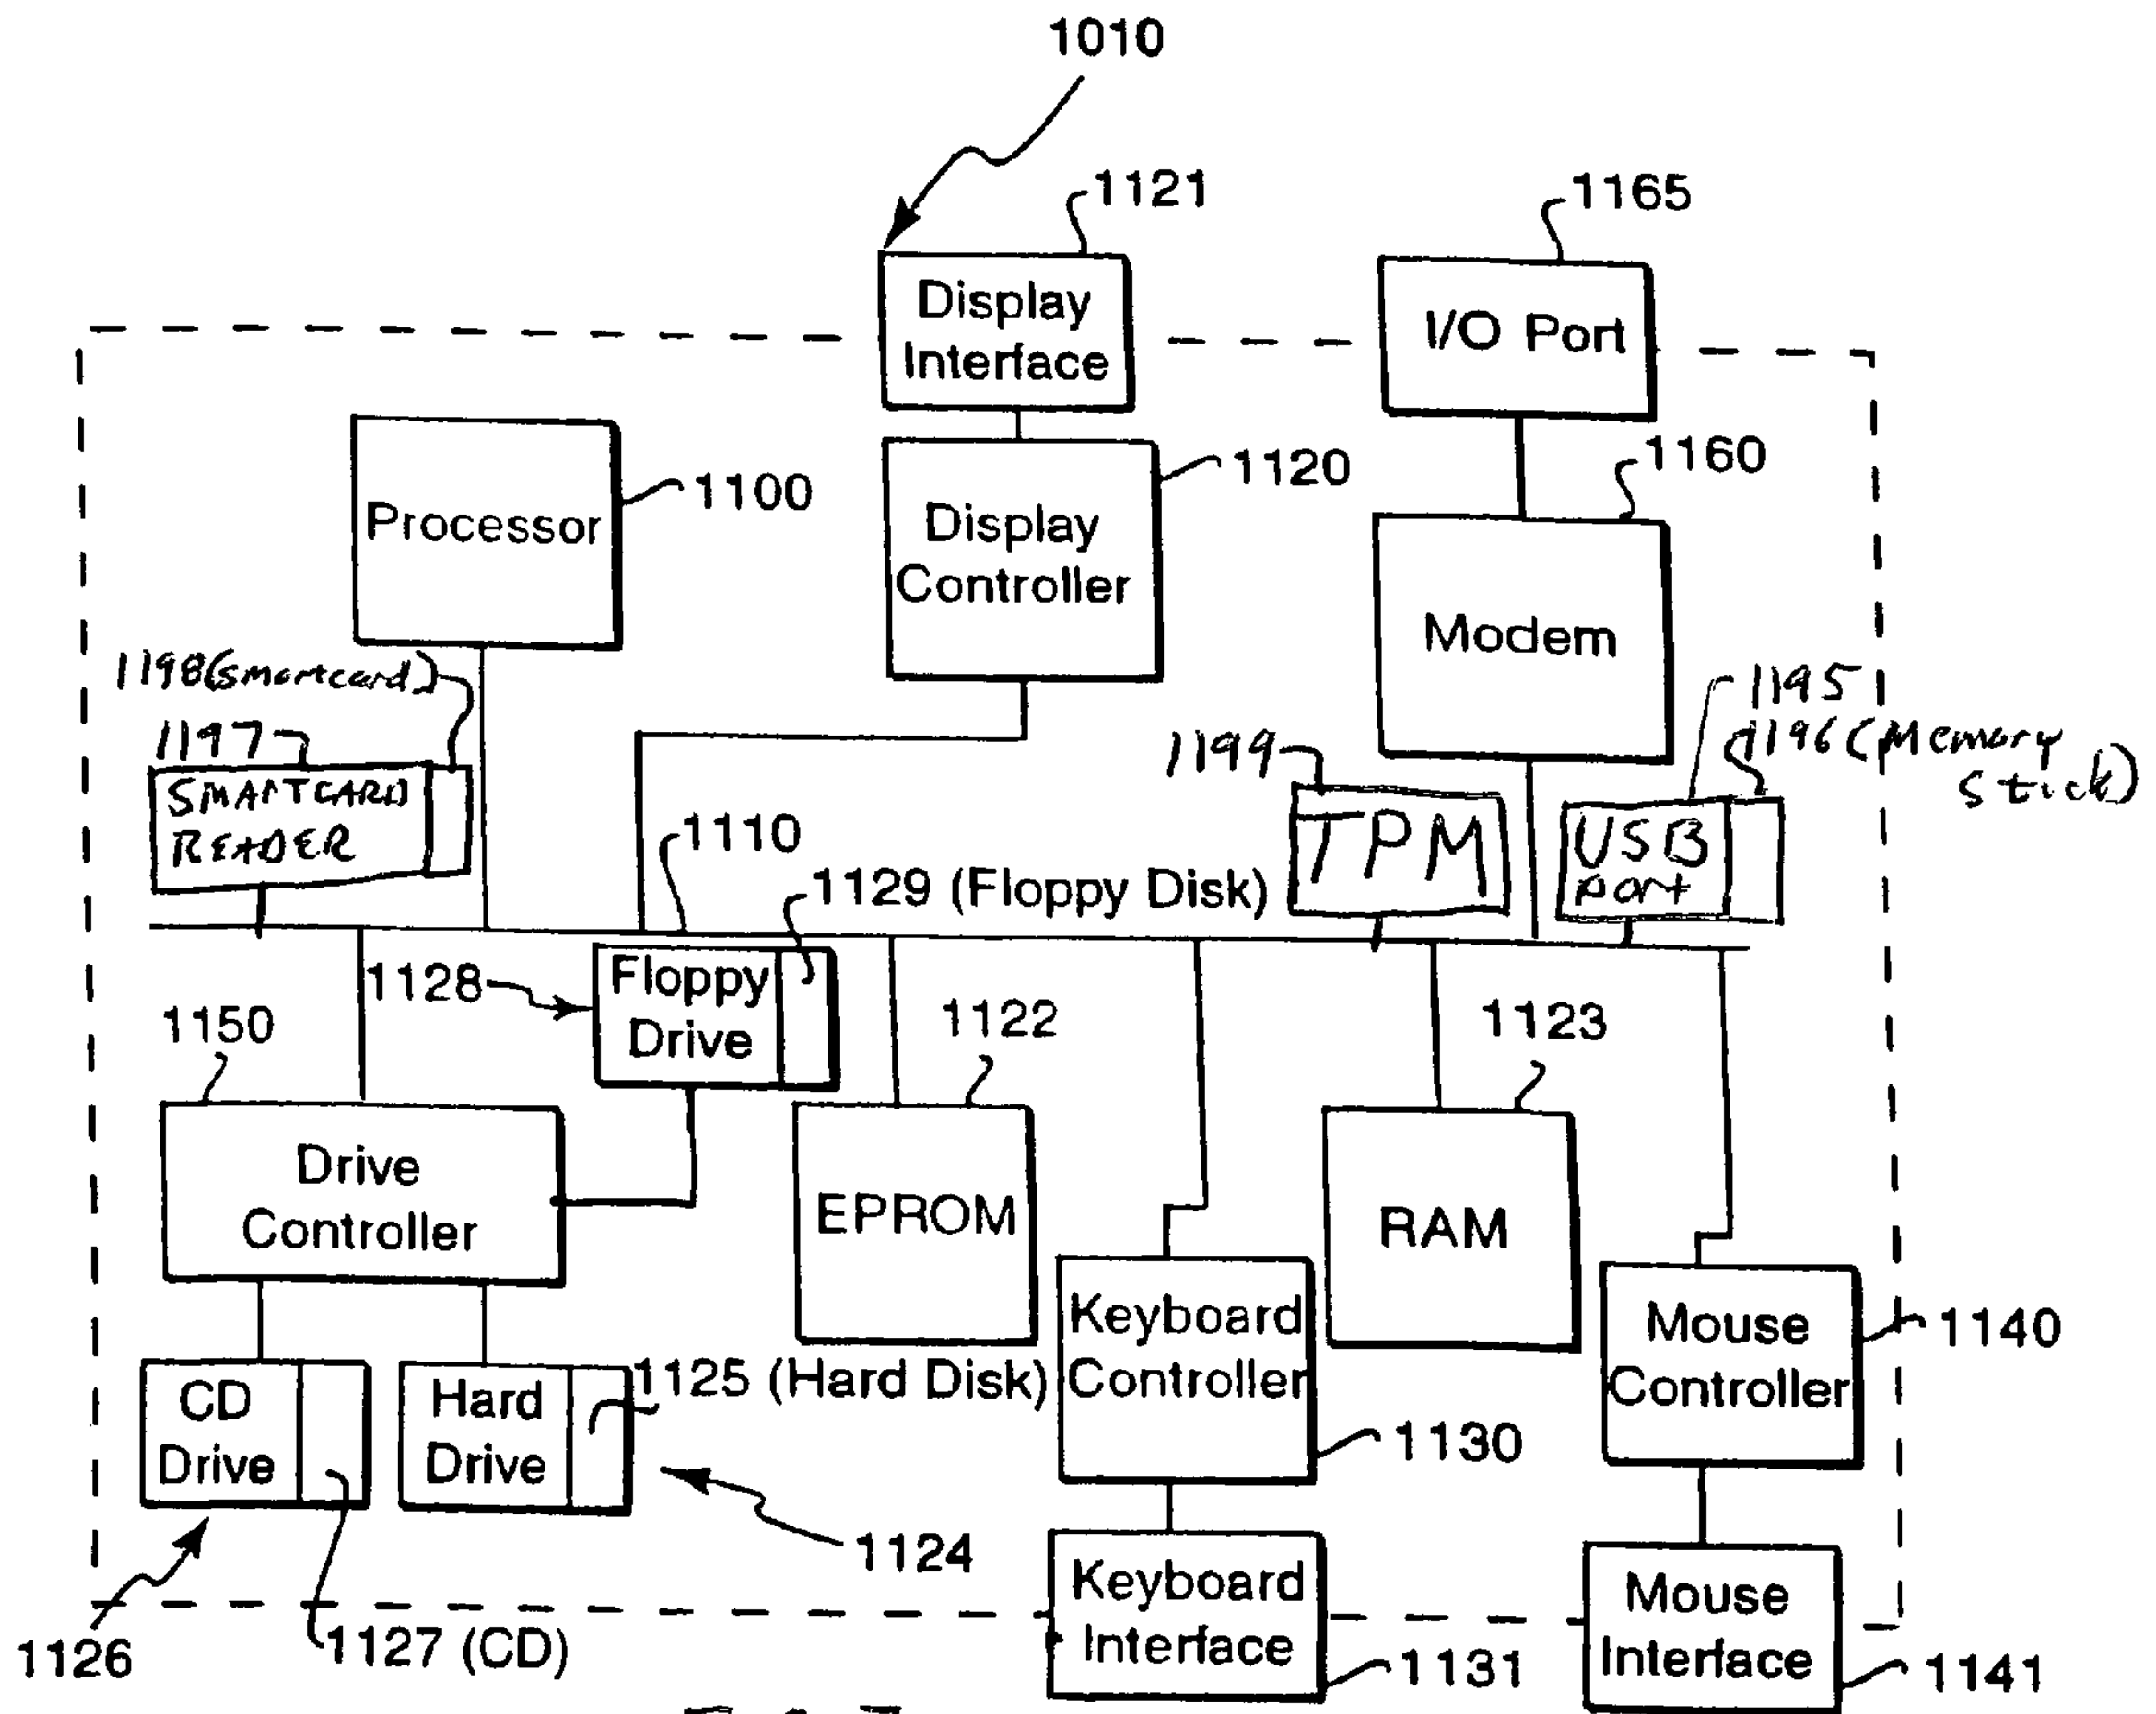 1010
1121
1165
Display
Interface
I/O Port
1120
1160
1100
Processor
Display
Controller
Modem
1198 (smartcard)
1195
1197
1199
1196 (Memory
stick)
SMARTCARD
READER
TPM
USB
port
1110
1129 (Floppy Disk)
1128
Floppy
Drive
1150
1122
1123
Drive
Controller
EPROM
RAM
Keyboard
Controller
Mouse
Controller
1140
CD
Drive
Hard
Drive
1125 (Hard Disk)
1130
1124
Keyboard
Interface
Mouse
Interface
1126
1127 (CD)
1131
1141